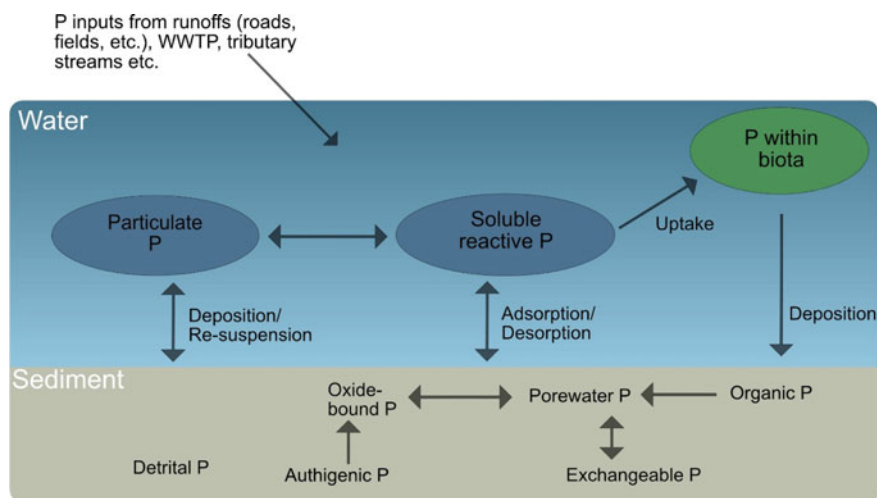 P inputs from runoffs (roads,
fields, etc.), WWTP, tributary
streams etc.
Water
P within
biota
Particulate
P
Soluble
reactive P
Uptake
Deposition/
Re-suspension
Adsorption/
Desorption
Deposition
Sediment
Oxide-
bound P
Porewater P
Organic P
Detrital P
Authigenic P
Exchangeable P